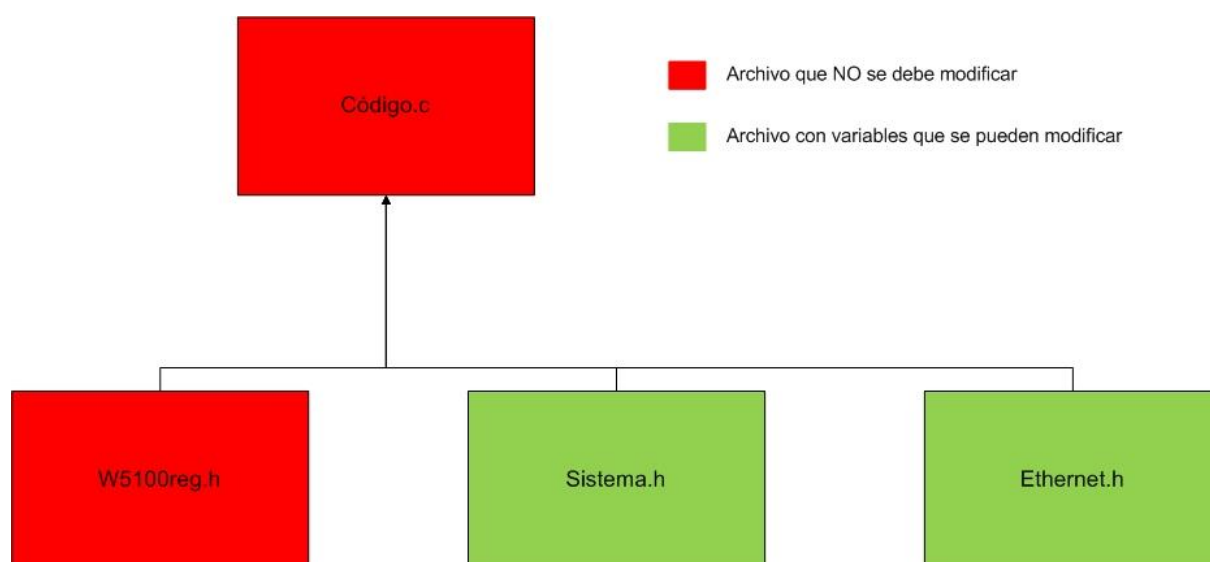 Código.c
Archivo que NO se debe modificar
Archivo con variables que se pueden modificar
W5100reg.h
Sistema.h
Ethernet.h